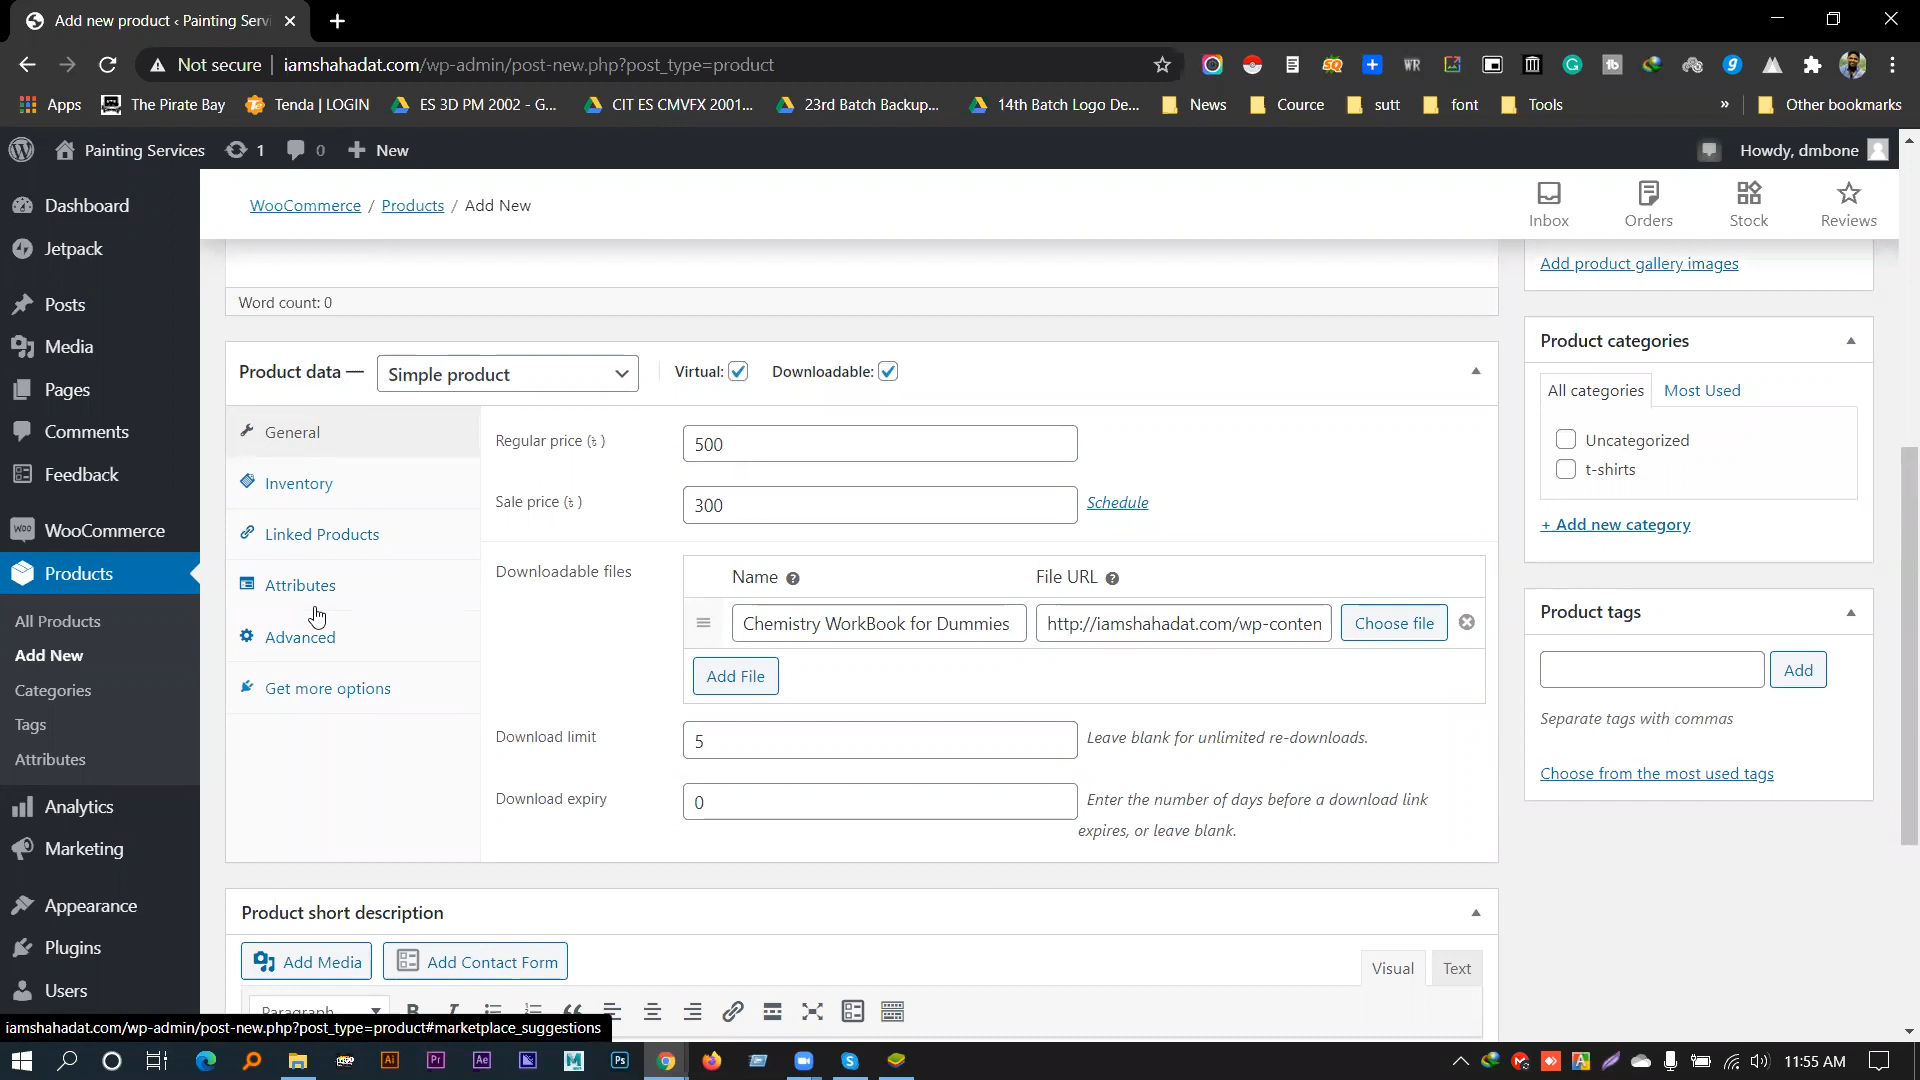 Add new product ‹ Painting Servi
Not secure iamshahadat.com/wp-admin/post-new.php?post_type=product
Apps The Pirate Bay Tenda | LOGIN ES 3D PM 2002 - G... CIT ES CMVFX 2001... 23rd Batch Backup... 14th Batch Logo De... News Cource sutt font Tools » Other bookmarks
Painting Services 1 0 New Howdy, dmbone
WooCommerce / Products / Add New
Inbox Orders Stock Reviews
Dashboard
Jetpack
Posts
Media
Pages
Comments
Feedback
WooCommerce
Products
All Products
Add New
Categories
Tags
Attributes
Analytics
Marketing
Appearance
Plugins
Users
Word count: 0
Product data — Simple product Virtual: Downloadable:
General
Inventory
Linked Products
Attributes
Advanced
Get more options
Regular price (৳ ) 500
Sale price (৳ ) 300 Schedule
Downloadable files
Name File URL
Chemistry WorkBook for Dummies http://iamshahadat.com/wp-conten Choose file
Add File
Download limit 5 Leave blank for unlimited re-downloads.
Download expiry 0 Enter the number of days before a download link
expires, or leave blank.
Product short description
Add Media Add Contact Form
Visual Text
Paragraph
Add product gallery images
Product categories
All categories Most Used
Uncategorized
t-shirts
+ Add new category
Product tags
Add
Separate tags with commas
Choose from the most used tags
iamshahadat.com/wp-admin/post-new.php?post_type=product#marketplace_suggestions
11:55 AM